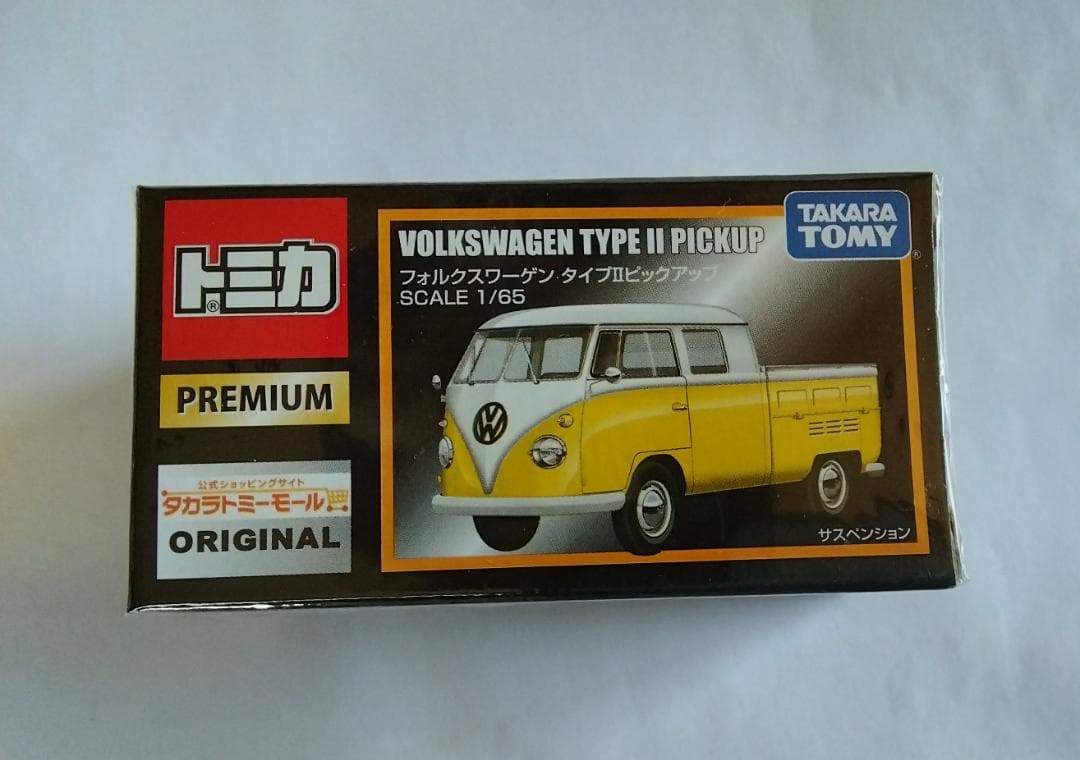 トミカ®
PREMIUM
公式ショッピングサイト
タカラトミーモール
ORIGINAL
VOLKSWAGEN TYPE II PICKUP
フォルクスワーゲン タイプⅡピックアップ
SCALE 1/65
TAKARA
TOMY®
VW
サスペンション